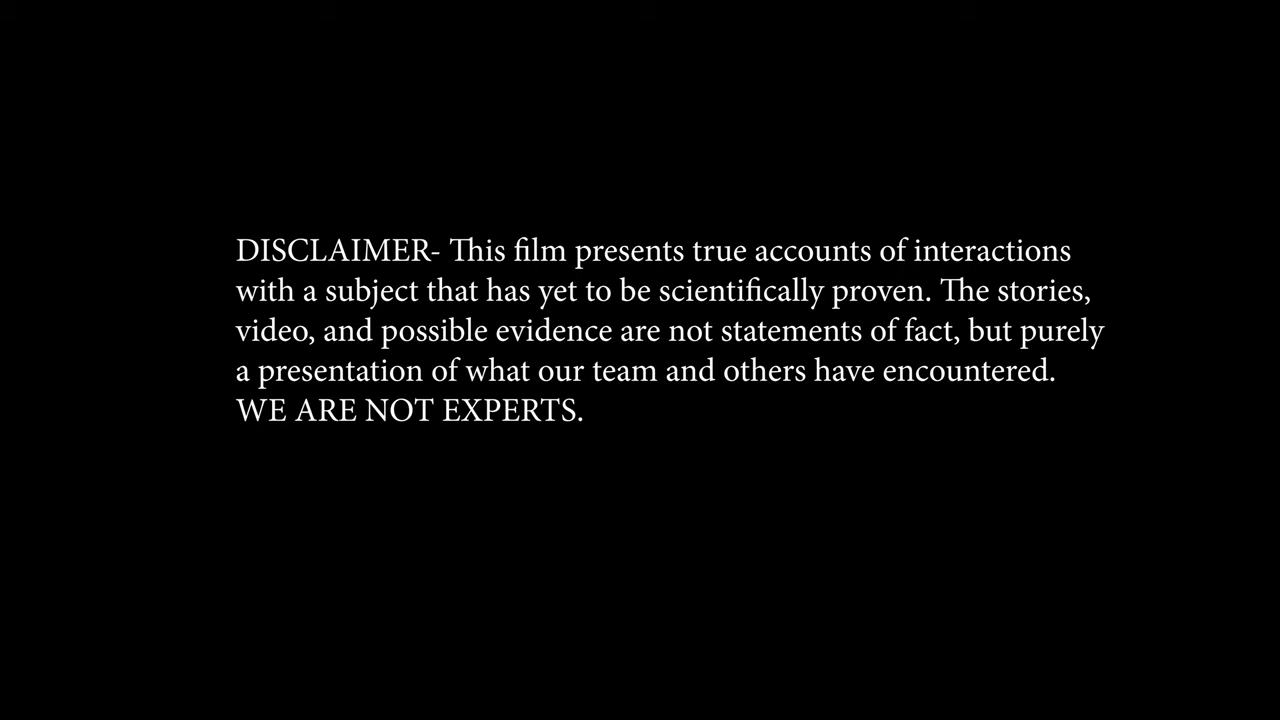 DISCLAIMER- This film presents true accounts of interactions
with a subject that has yet to be scientifically proven. The stories,
video, and possible evidence are not statements of fact, but purely
a presentation of what our team and others have encountered.
WE ARE NOT EXPERTS.